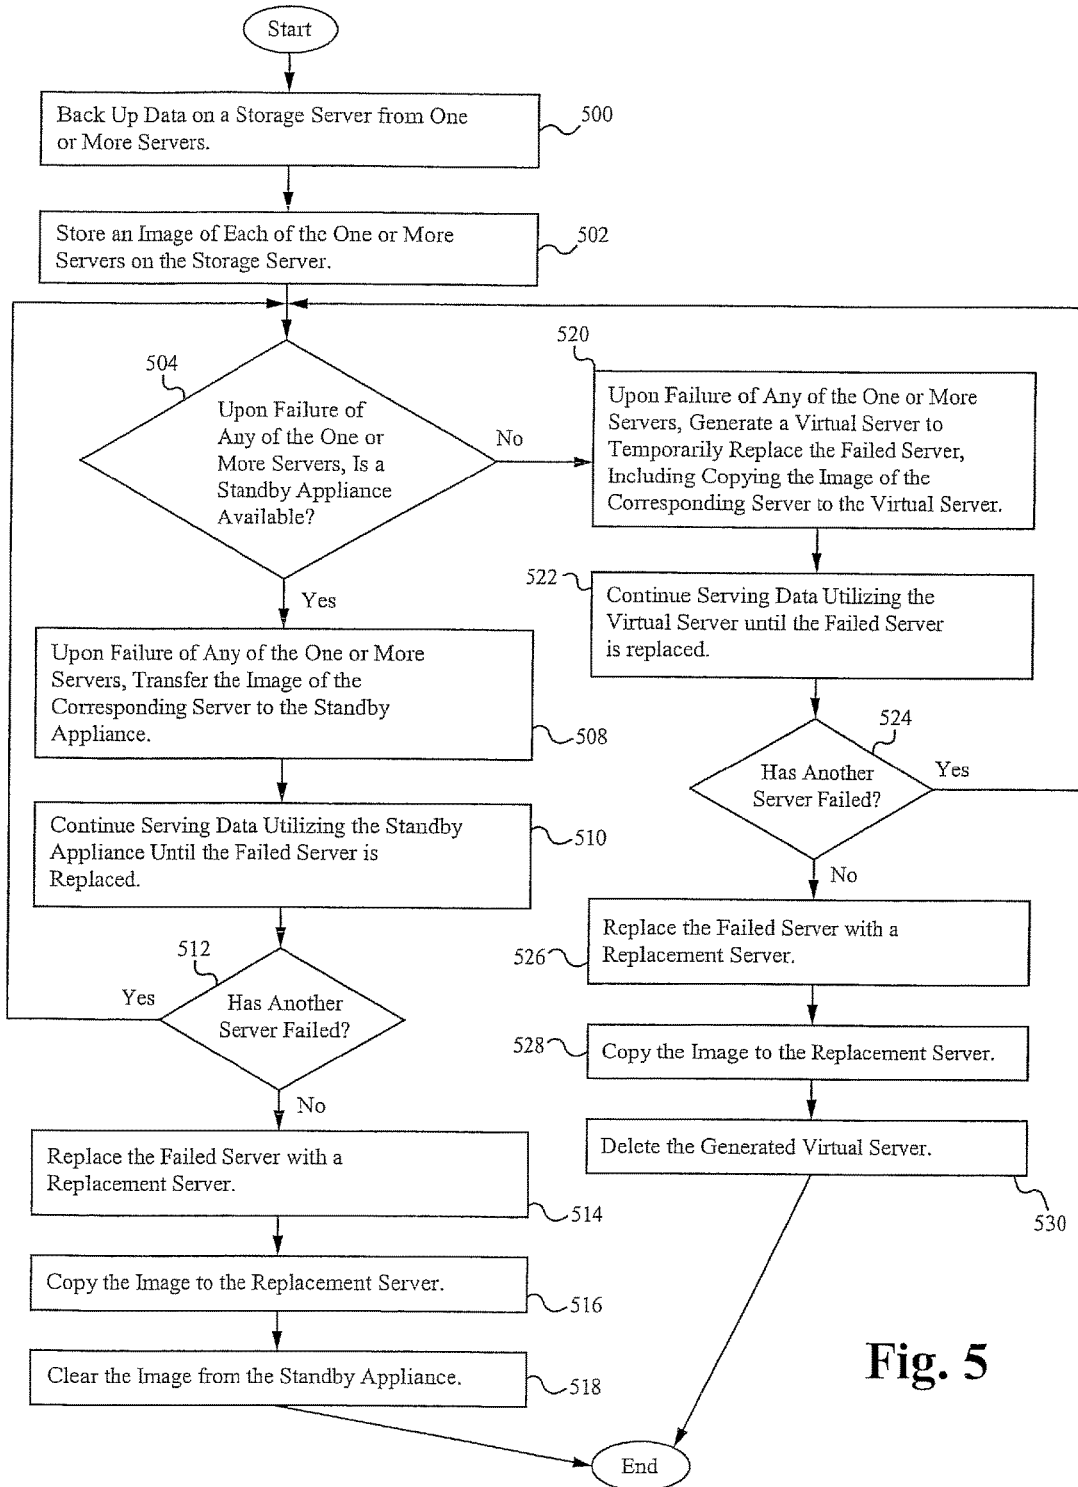 Start
Back Up Data on a Storage Server from One
or More Servers.
500
Store an Image of Each of the One or More
Servers on the Storage Server.
502
504
Upon Failure of
Any of the One or
More Servers, Is a
Standby Appliance
Available?
No
Yes
Upon Failure of Any of the One or More
Servers, Transfer the Image of the
Corresponding Server to the Standby
Appliance.
508
Continue Serving Data Utilizing the Standby
Appliance Until the Failed Server is
Replaced.
510
512
Yes
Has Another
Server Failed?
No
Replace the Failed Server with a
Replacement Server.
514
Copy the Image to the Replacement Server.
516
Clear the Image from the Standby Appliance.
518
520
Upon Failure of Any of the One or More
Servers, Generate a Virtual Server to
Temporarily Replace the Failed Server,
Including Copying the Image of the
Corresponding Server to the Virtual Server.
522
Continue Serving Data Utilizing the
Virtual Server until the Failed Server
is replaced.
524
Has Another
Server Failed?
Yes
No
Replace the Failed Server with a
Replacement Server.
526
528
Copy the Image to the Replacement Server.
Delete the Generated Virtual Server.
530
End
Fig. 5